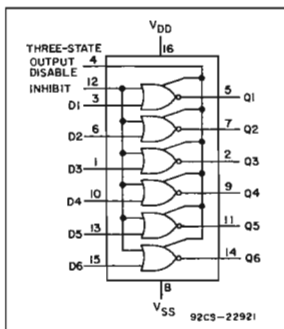 VDD
16
THREE-STATE
OUTPUT 4
DISABLE
INHIBIT 12
D1 3
5 Q1
D2 6
7 Q2
D3 1
2 Q3
D4 10
9 Q4
D5 13
11 Q5
D6 15
14 Q6
8
VSS
92CS-22921